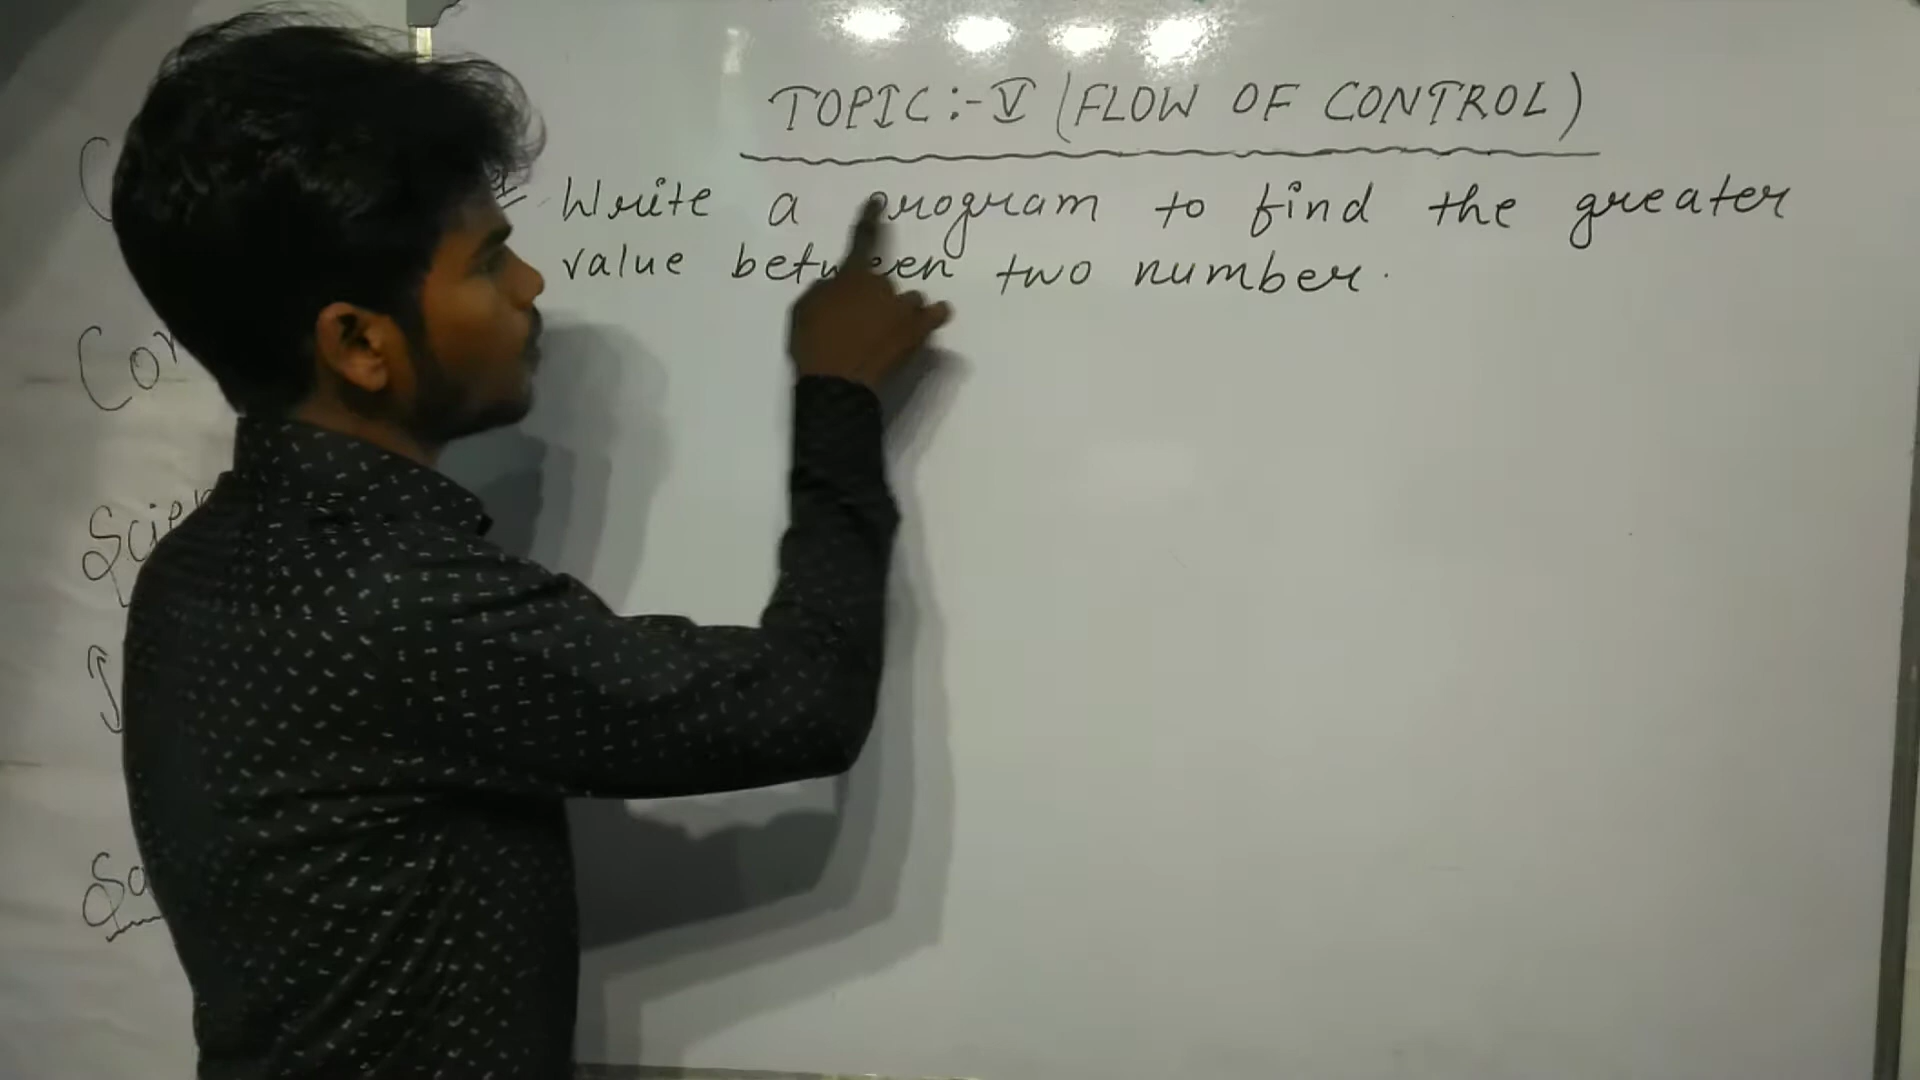 TOPIC:-V (FLOW OF CONTROL)
Write a program to find the greater
value between two number.